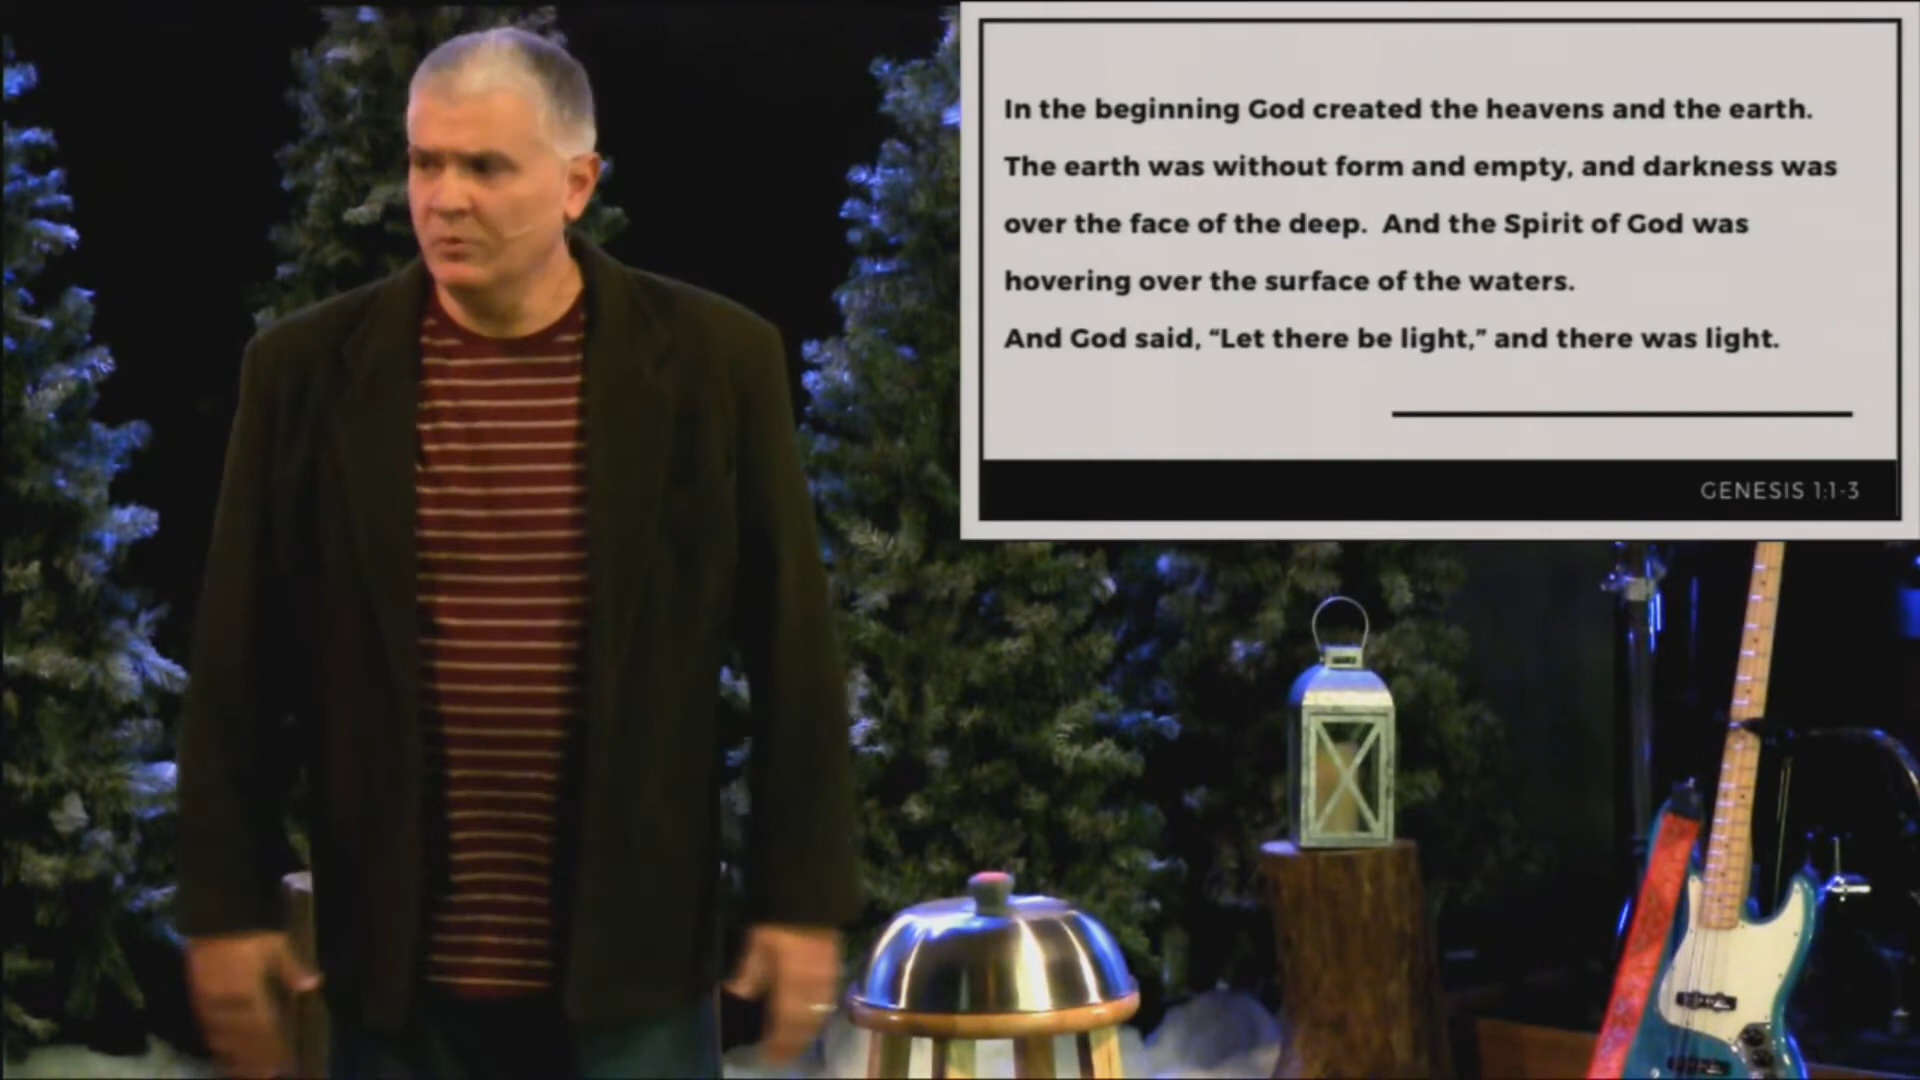 In the beginning God created the heavens and the earth.
The earth was without form and empty, and darkness was
over the face of the deep.  And the Spirit of God was
hovering over the surface of the waters.
And God said, “Let there be light,” and there was light.
GENESIS 1:1-3